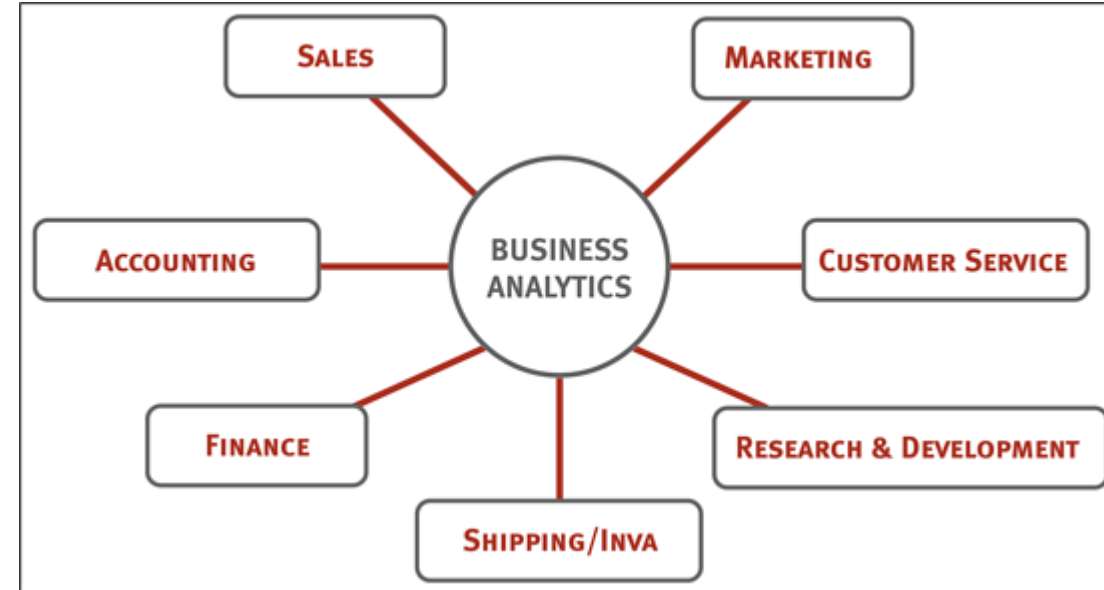 SALES
MARKETING
BUSINESS
ANALYTICS
ACCOUNTING
CUSTOMER SERVICE
FINANCE
RESEARCH & DEVELOPMENT
SHIPPING/INVA